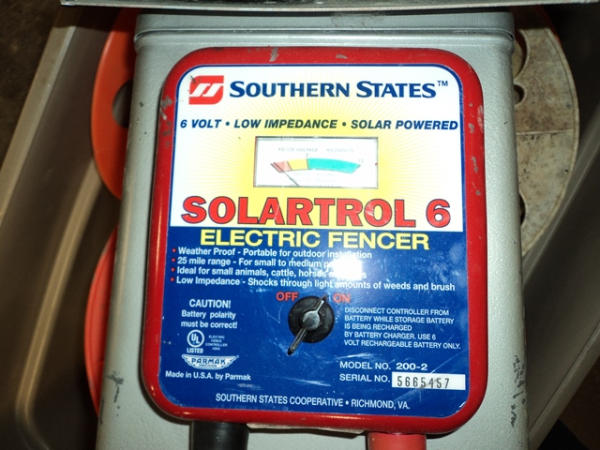 SOUTHERN STATES™
6 VOLT • LOW IMPEDANCE • SOLAR POWERED
SOLARTROL 6
ELECTRIC FENCER
• Weather Proof - Portable for outdoor installation
• 25 mile range - For small to medium
• Ideal for small animals, cattle, horses
• Low Impedance - Shocks through light amounts of weeds and brush
OFF ON
CAUTION!
Battery polarity
must be correct!
DISCONNECT CONTROLLER FROM
BATTERY WHILE STORAGE BATTERY
IS BEING RECHARGED
BY BATTERY CHARGER. USE 6
VOLT RECHARGEABLE BATTERY ONLY.
UL
LISTED
PARMAK
Made in U.S.A. by Parmak
MODEL NO. 200-2
SERIAL NO. 5665457
SOUTHERN STATES COOPERATIVE • RICHMOND, VA.